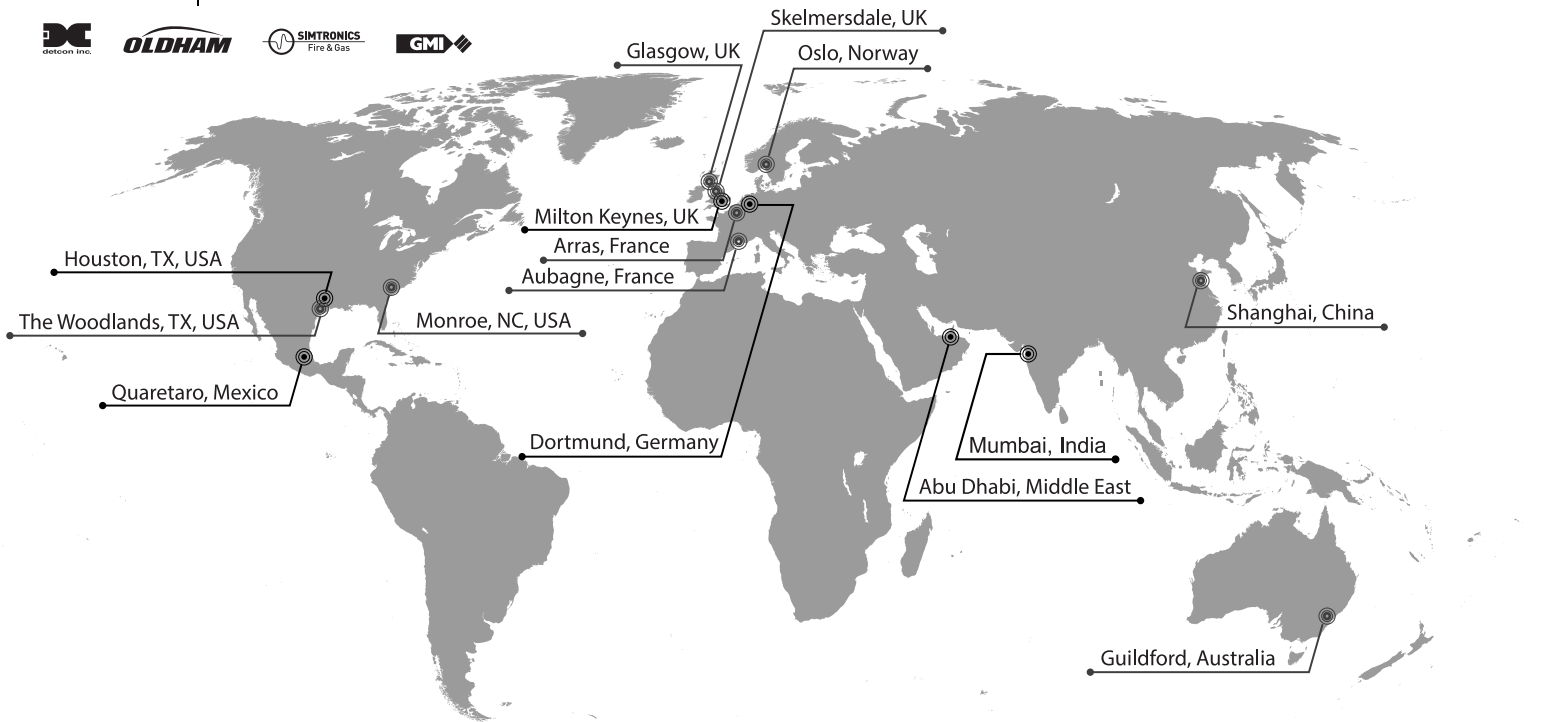 detcon inc.
OLDHAM
SIMTRONICS
Fire & Gas
GMI
Skelmersdale, UK
Glasgow, UK
Oslo, Norway
Milton Keynes, UK
Arras, France
Aubagne, France
Houston, TX, USA
The Woodlands, TX, USA
Monroe, NC, USA
Shanghai, China
Quaretaro, Mexico
Dortmund, Germany
Mumbai, India
Abu Dhabi, Middle East
Guildford, Australia